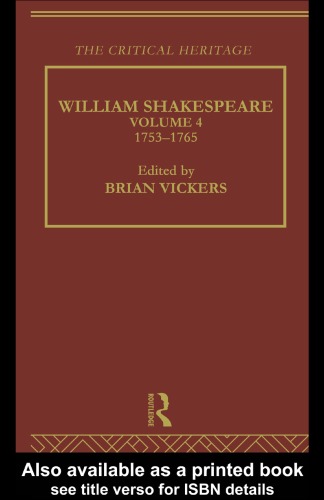 THE CRITICAL HERITAGE
WILLIAM SHAKESPEARE
VOLUME 4
1753–1765
Edited by
BRIAN VICKERS
ROUTLEDGE
Also available as a printed book
see title verso for ISBN details